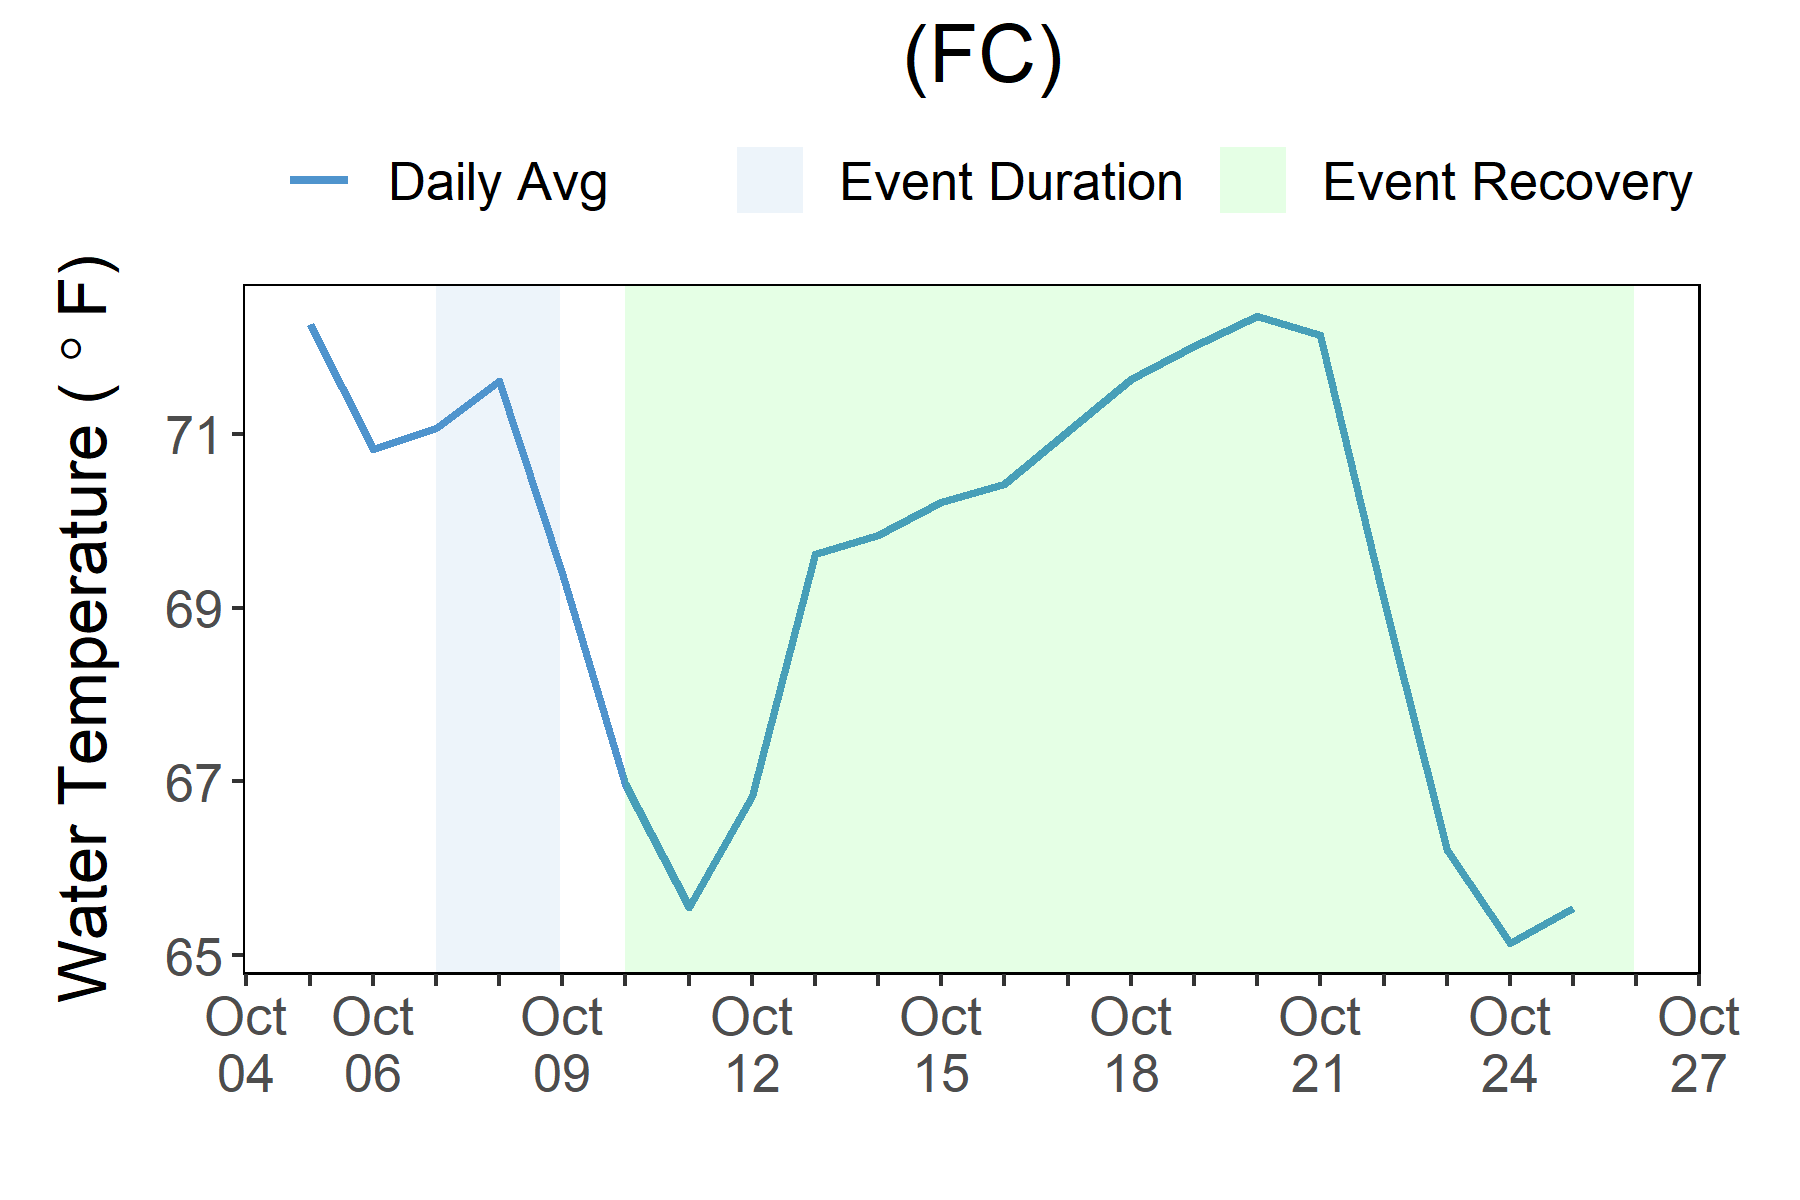 (FC)
Daily Avg
Event Duration
Event Recovery
Water Temperature ( ° F)
71
69
67
65
Oct 04
Oct 06
Oct 09
Oct 12
Oct 15
Oct 18
Oct 21
Oct 24
Oct 27